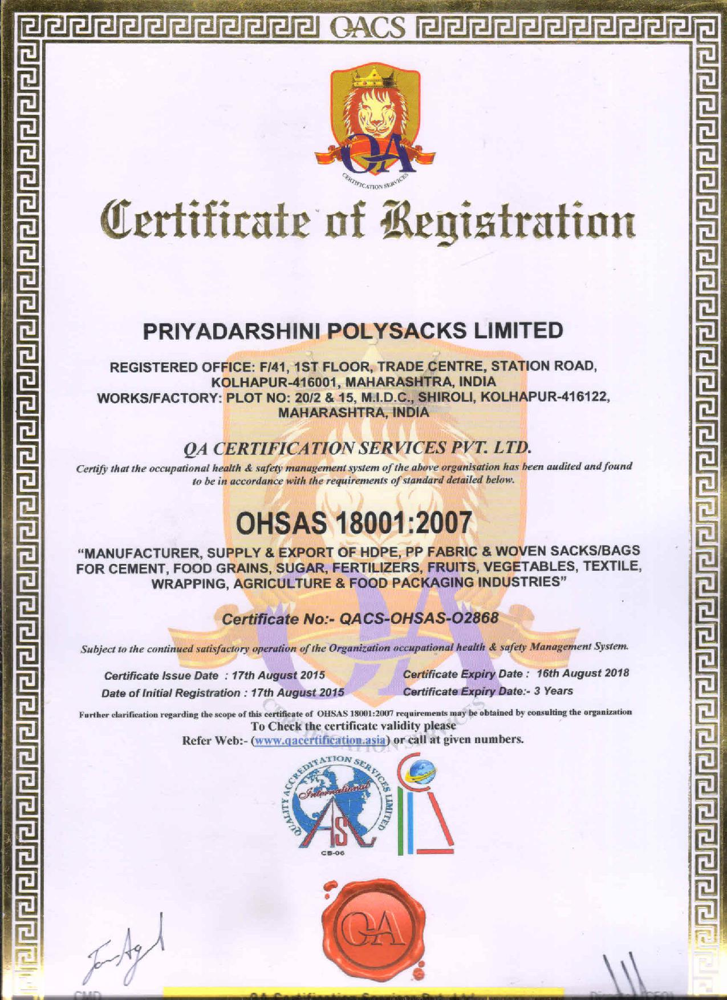 QACS
QA
CERTIFICATION SERVICES
Certificate of Registration
PRIYADARSHINI POLYSACKS LIMITED
REGISTERED OFFICE: F/41, 1ST FLOOR, TRADE CENTRE, STATION ROAD,
KOLHAPUR-416001, MAHARASHTRA, INDIA
WORKS/FACTORY: PLOT NO: 20/2 & 15, M.I.D.C., SHIROLI, KOLHAPUR-416122,
MAHARASHTRA, INDIA
QA CERTIFICATION SERVICES PVT. LTD.
Certify that the occupational health & safety management system of the above organisation has been audited and found
to be in accordance with the requirements of standard detailed below.
OHSAS 18001:2007
“MANUFACTURER, SUPPLY & EXPORT OF HDPE, PP FABRIC & WOVEN SACKS/BAGS
FOR CEMENT, FOOD GRAINS, SUGAR, FERTILIZERS, FRUITS, VEGETABLES, TEXTILE,
WRAPPING, AGRICULTURE & FOOD PACKAGING INDUSTRIES”
Certificate No:- QACS-OHSAS-O2868
Subject to the continued satisfactory operation of the Organization occupational health & safety Management System.
Certificate Issue Date : 17th August 2015 Certificate Expiry Date : 16th August 2018
Date of Initial Registration : 17th August 2015 Certificate Expiry Date:- 3 Years
Further clarification regarding the scope of this certificate of OHSAS 18001:2007 requirements may be obtained by consulting the organization
To Check the certificate validity please
Refer Web:- (www.qacertification.asia) or call at given numbers.
QA
CERTIFICATION SERVICES
QUALITY ACCREDITATION SERVICES LIMITED
International
ASL
CB-06
QA
CMD
QA Certification Services Pvt. Ltd.